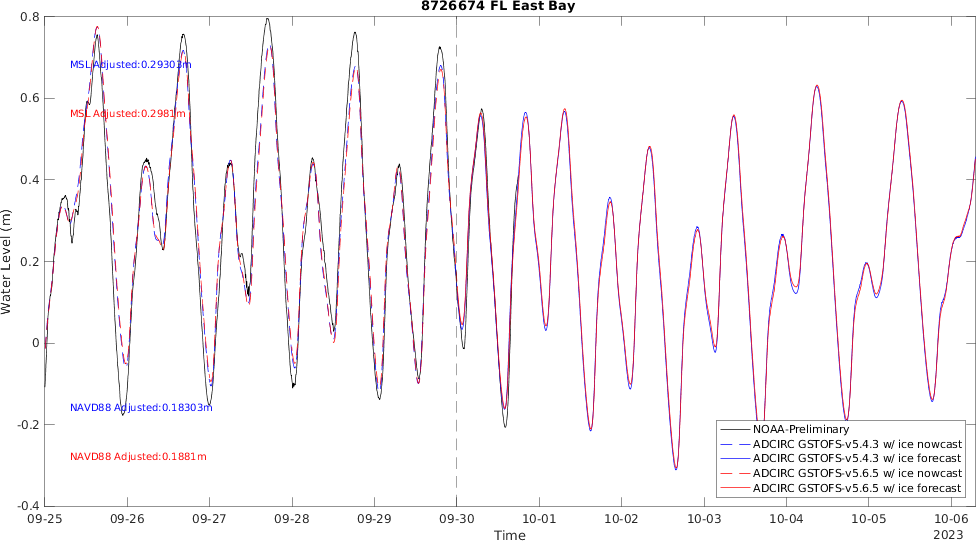 8726674 FL East Bay
Water Level (m)
0.8
0.6
0.4
0.2
0
-0.2
-0.4
MSL Adjusted:0.29303m
MSL Adjusted:0.2981m
NAVD88 Adjusted:0.18303m
NAVD88 Adjusted:0.1881m
NOAA-Preliminary
ADCIRC GSTOFS-v5.4.3 w/ ice nowcast
ADCIRC GSTOFS-v5.4.3 w/ ice forecast
ADCIRC GSTOFS-v5.6.5 w/ ice nowcast
ADCIRC GSTOFS-v5.6.5 w/ ice forecast
09-25 09-26 09-27 09-28 09-29 09-30 10-01 10-02 10-03 10-04 10-05 10-06
Time
2023